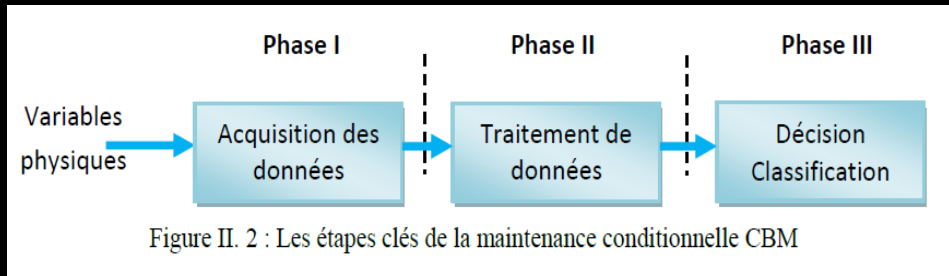 Phase I
Phase II
Phase III
Variables
physiques
Acquisition des
données
Traitement de
données
Décision
Classification
Figure II. 2 : Les étapes clés de la maintenance conditionnelle CBM